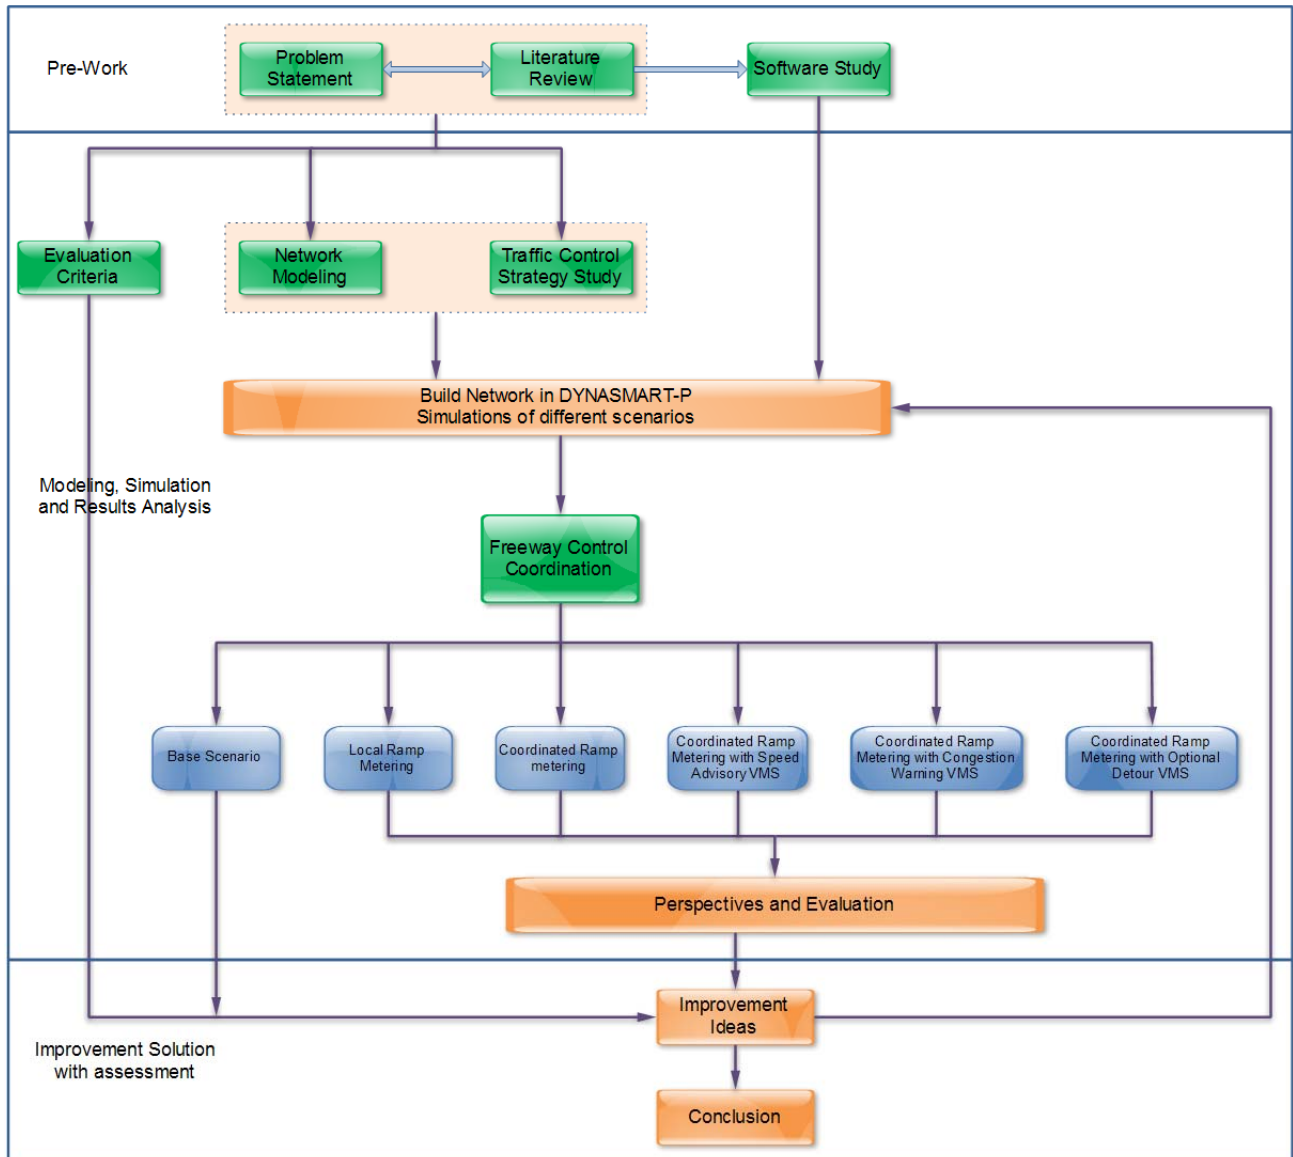 Pre-Work
Problem
Statement
Literature
Review
Software Study
Evaluation
Criteria
Network
Modeling
Traffic Control
Strategy Study
Build Network in DYNASMART-P
Simulations of different scenarios
Modeling, Simulation
and Results Analysis
Freeway Control
Coordination
Base Scenario
Local Ramp
Metering
Coordinated Ramp
metering
Coordinated Ramp
Metering with Speed
Advisory VMS
Coordinated Ramp
Metering with Congestion
Warning VMS
Coordinated Ramp
Metering with Optional
Detour VMS
Perspectives and Evaluation
Improvement
Ideas
Improvement Solution
with assessment
Conclusion